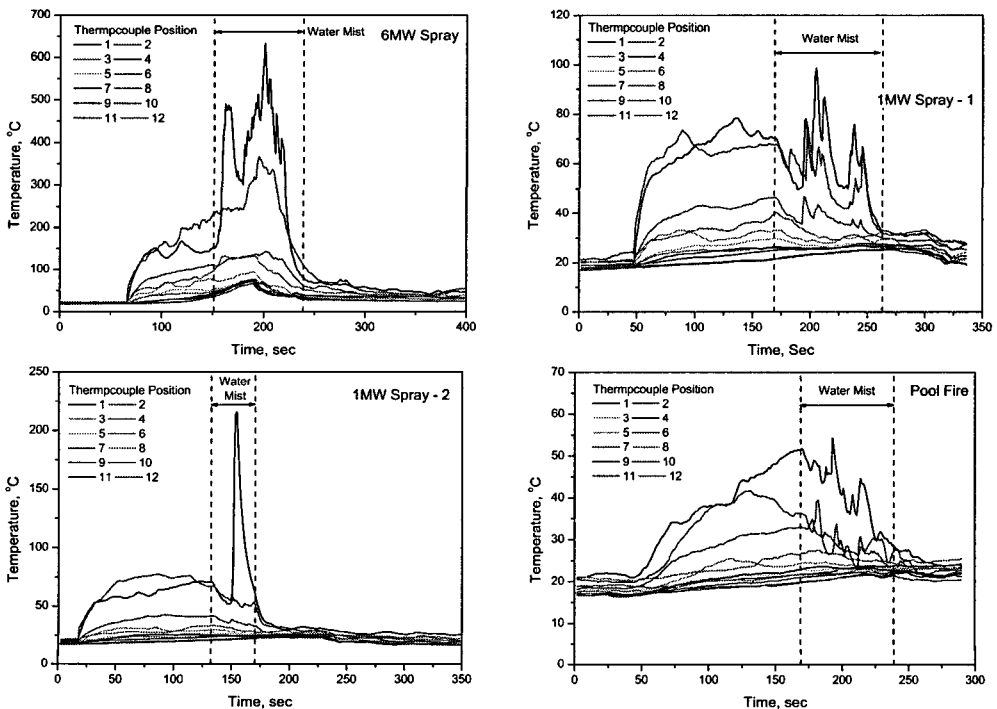 6MW Spray
Thermpcouple Position
1 2
3 4
5 6
7 8
9 10
11 12
Water Mist
700
600
500
400
300
200
100
0
0 100 200 300 400
Temperature, °C
Time, sec
1MW Spray - 1
Thermpcouple Position
1 2
3 4
5 6
7 8
9 10
11 12
Water Mist
120
100
80
60
40
20
0
0 50 100 150 200 250 300 350
Temperature, °C
Time, Sec
1MW Spray - 2
Thermpcouple Position
1 2
3 4
5 6
7 8
9 10
11 12
Water
Mist
250
200
150
100
50
0
0 50 100 150 200 250 300 350
Temperature, °C
Time, sec
Pool Fire
Thermpcouple Position
1 2
3 4
5 6
7 8
9 10
11 12
Water Mist
70
60
50
40
30
20
10
0
0 50 100 150 200 250 300
Temperature, °C
Time, sec